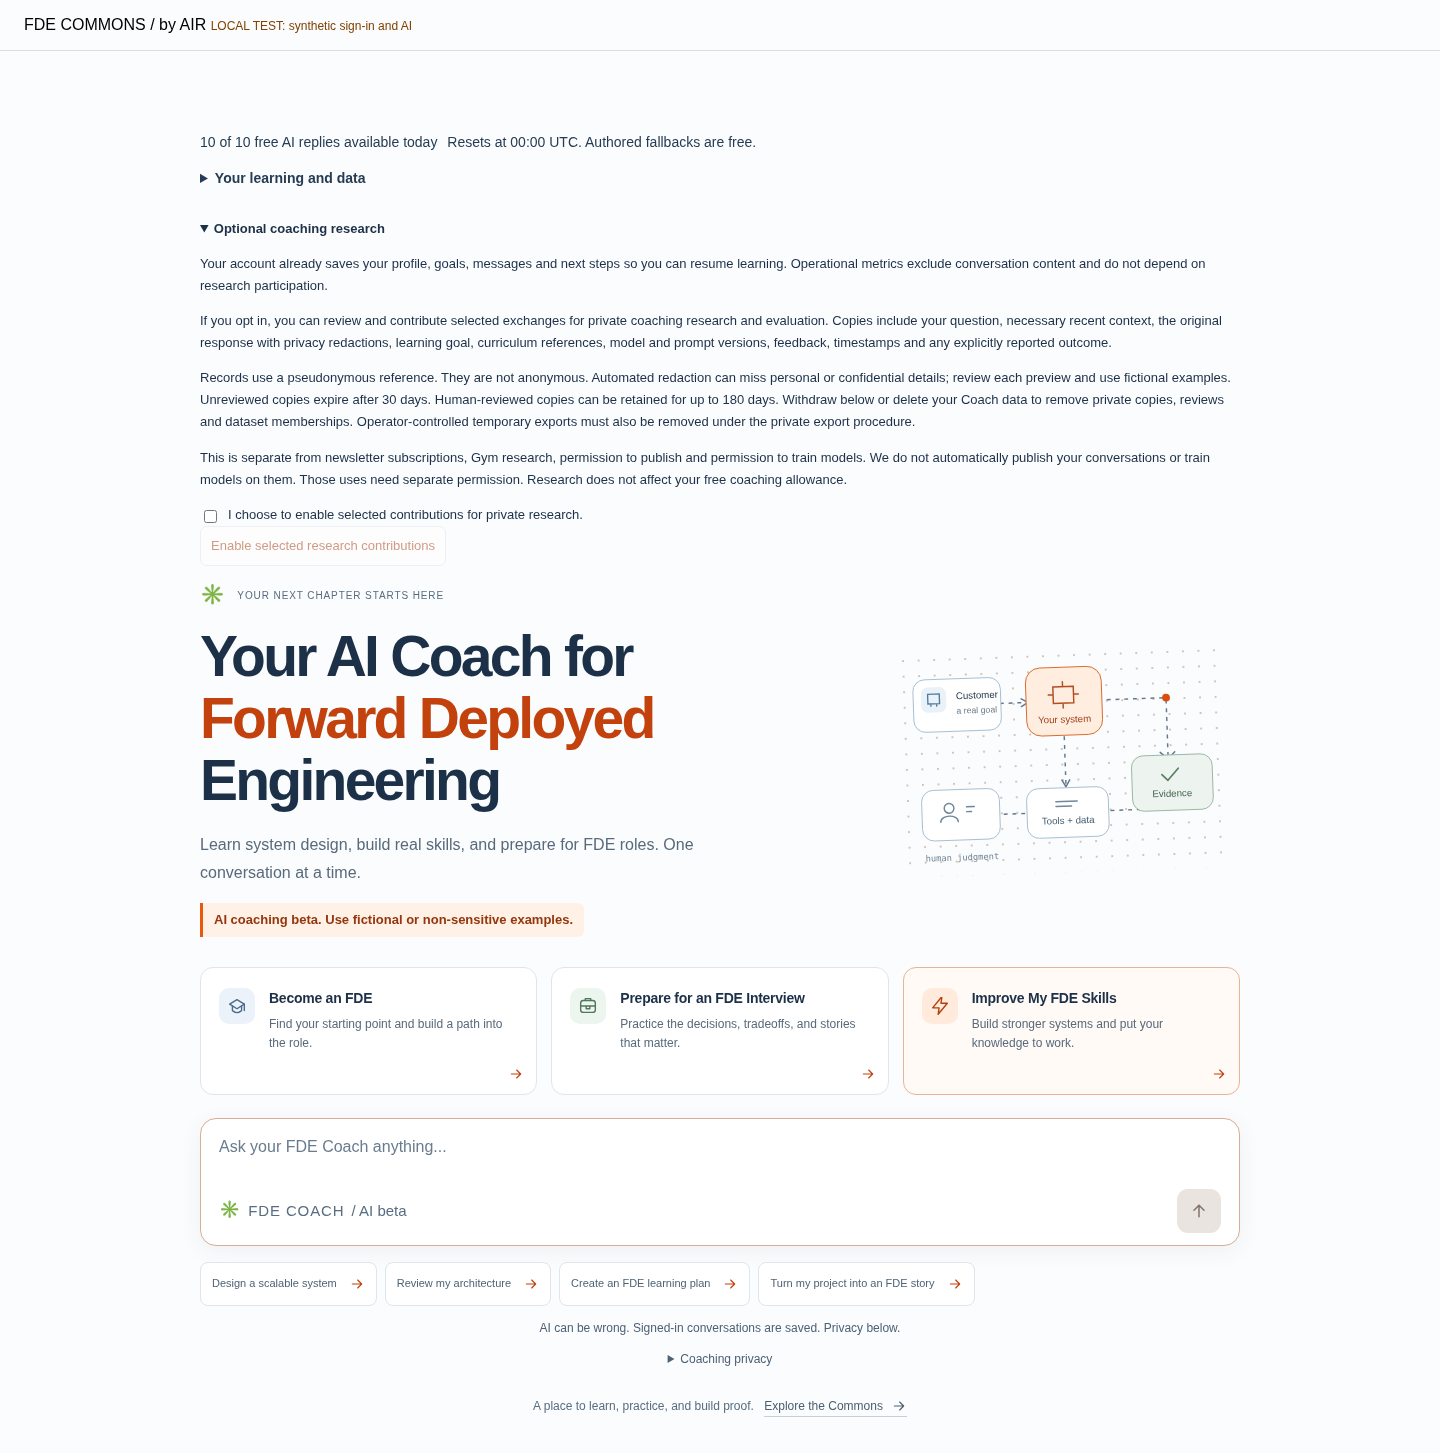 FDE COMMONS / by AIR LOCAL TEST: synthetic sign-in and AI
10 of 10 free AI replies available today Resets at 00:00 UTC. Authored fallbacks are free.
Your learning and data
Optional coaching research
Your account already saves your profile, goals, messages and next steps so you can resume learning. Operational metrics exclude conversation content and do not depend on
research participation.
If you opt in, you can review and contribute selected exchanges for private coaching research and evaluation. Copies include your question, necessary recent context, the original
response with privacy redactions, learning goal, curriculum references, model and prompt versions, feedback, timestamps and any explicitly reported outcome.
Records use a pseudonymous reference. They are not anonymous. Automated redaction can miss personal or confidential details; review each preview and use fictional examples.
Unreviewed copies expire after 30 days. Human-reviewed copies can be retained for up to 180 days. Withdraw below or delete your Coach data to remove private copies, reviews
and dataset memberships. Operator-controlled temporary exports must also be removed under the private export procedure.
This is separate from newsletter subscriptions, Gym research, permission to publish and permission to train models. We do not automatically publish your conversations or train
models on them. Those uses need separate permission. Research does not affect your free coaching allowance.
I choose to enable selected contributions for private research.
Enable selected research contributions
YOUR NEXT CHAPTER STARTS HERE
Your AI Coach for
Forward Deployed
Engineering
Learn system design, build real skills, and prepare for FDE roles. One
conversation at a time.
AI coaching beta. Use fictional or non-sensitive examples.
Customer
a real goal
Your system
Evidence
Tools + data
human judgment
Become an FDE
Find your starting point and build a path into
the role.
Prepare for an FDE Interview
Practice the decisions, tradeoffs, and stories
that matter.
Improve My FDE Skills
Build stronger systems and put your
knowledge to work.
Ask your FDE Coach anything...
FDE COACH / AI beta
Design a scalable system
Review my architecture
Create an FDE learning plan
Turn my project into an FDE story
AI can be wrong. Signed-in conversations are saved. Privacy below.
Coaching privacy
A place to learn, practice, and build proof. Explore the Commons